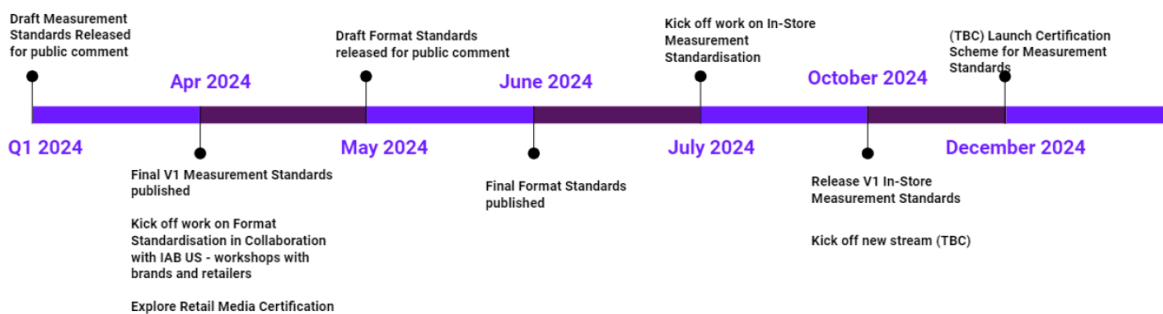 Draft Measurement
Standards Released
for public comment
Q1 2024
Apr 2024
Final V1 Measurement Standards
published
Kick off work on Format
Standardisation in Collaboration
with IAB US - workshops with
brands and retailers
Explore Retail Media Certification
Draft Format Standards
released for public comment
May 2024
June 2024
Final Format Standards
published
Kick off work on In-Store
Measurement
Standardisation
July 2024
October 2024
Release V1 In-Store
Measurement Standards
Kick off new stream (TBC)
(TBC) Launch Certification
Scheme for Measurement
Standards
December 2024